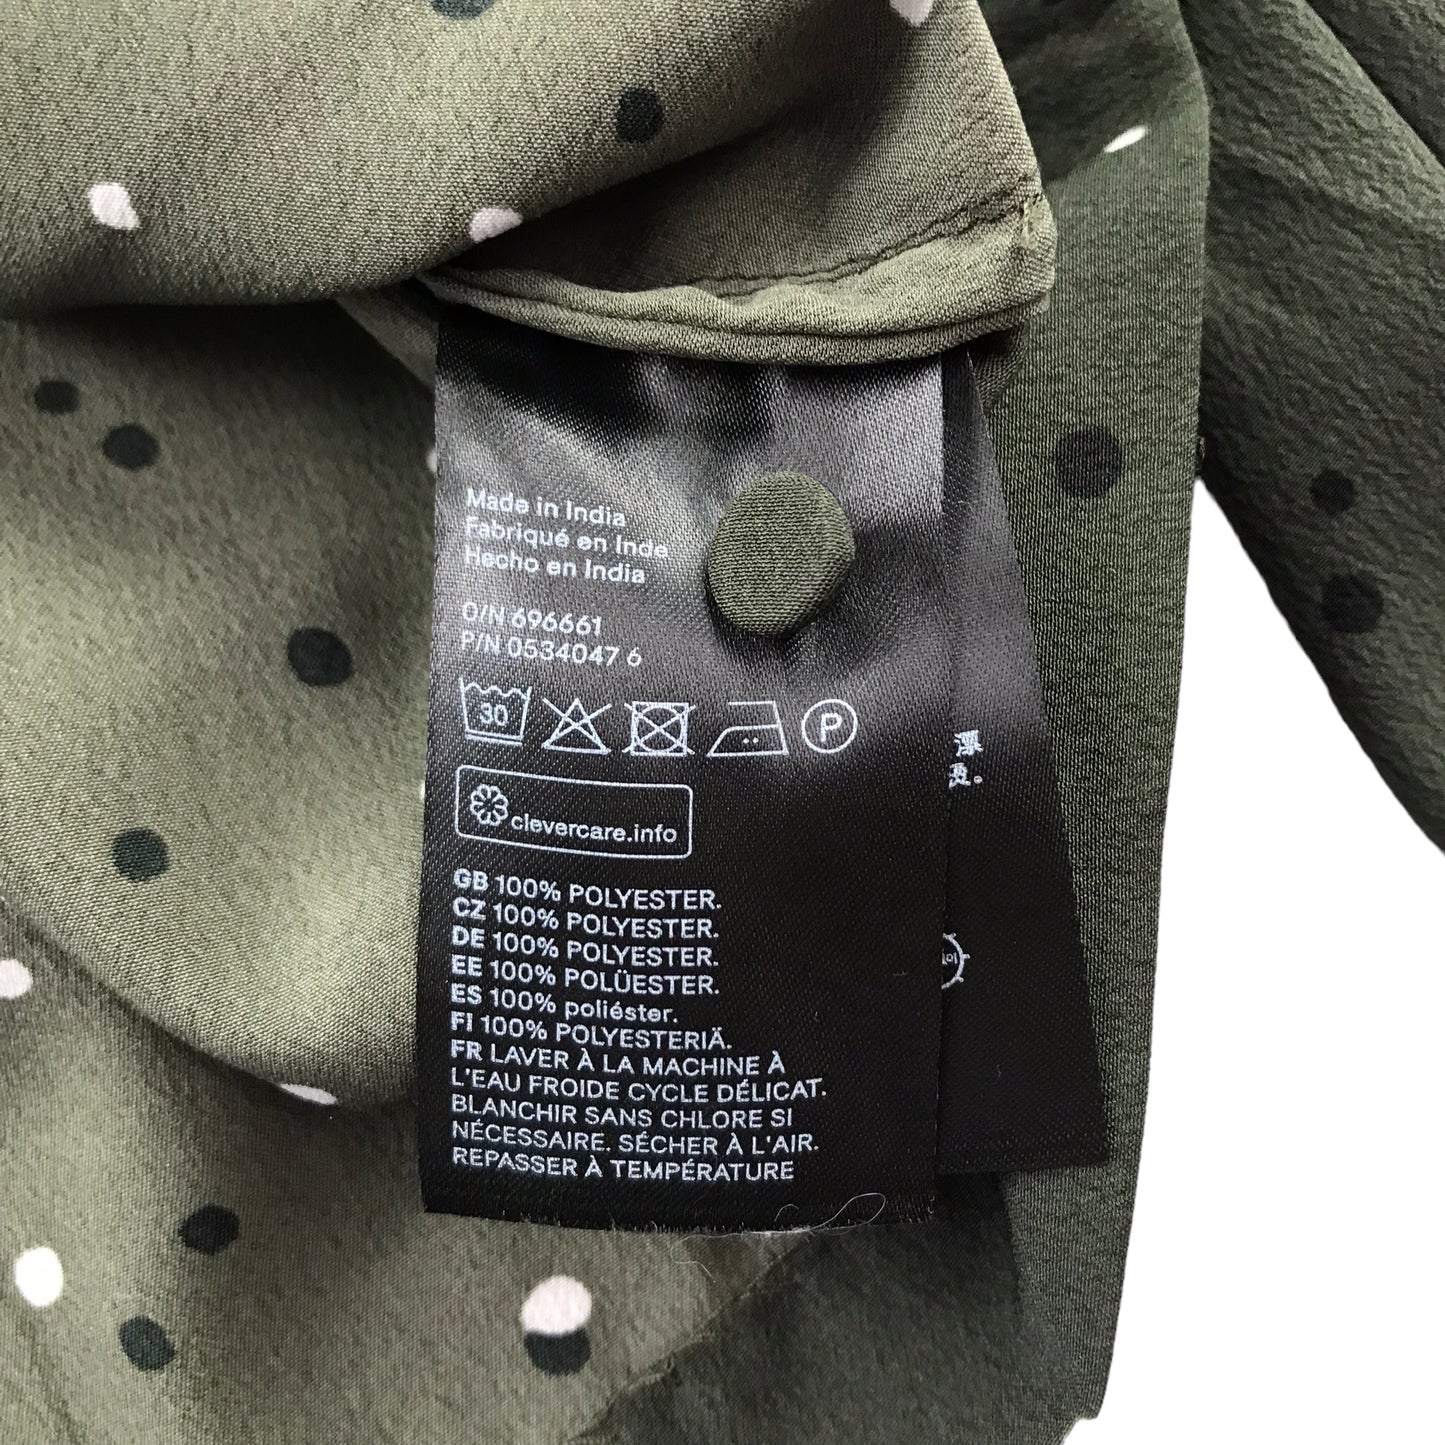 Made in India
Fabriqué en Inde
Hecho en India
O/N 696661
P/N 0534047 6
30
P
clevercare.info
GB 100% POLYESTER.
CZ 100% POLYESTER.
DE 100% POLYESTER.
EE 100% POLÜESTER.
ES 100% poliéster.
FI 100% POLYESTERIÄ.
FR LAVER À LA MACHINE À
L'EAU FROIDE CYCLE DÉLICAT.
BLANCHIR SANS CHLORE SI
NÉCESSAIRE. SÉCHER À L'AIR.
REPASSER À TEMPÉRATURE